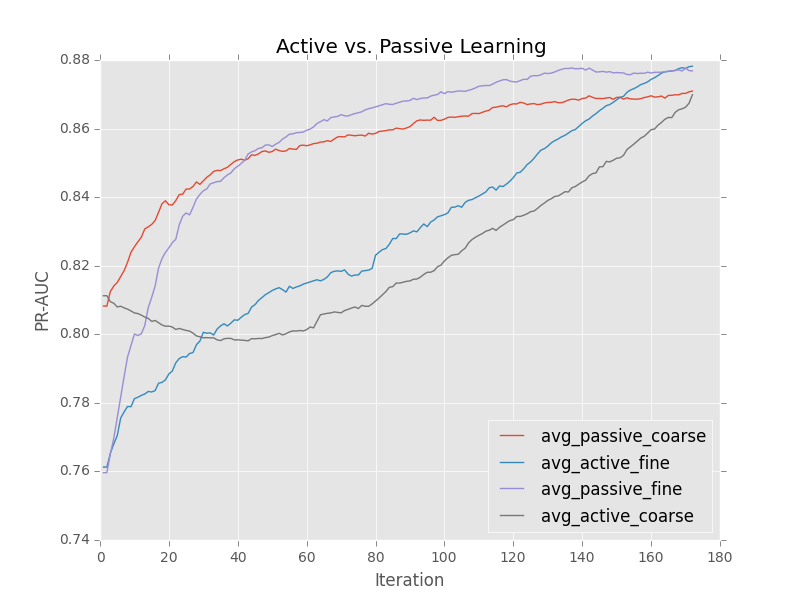 Active vs. Passive Learning
0.88
0.86
0.84
0.82
0.80
0.78
0.76
0.74
PR-AUC
avg_passive_coarse
avg_active_fine
avg_passive_fine
avg_active_coarse
0 20 40 60 80 100 120 140 160 180
Iteration